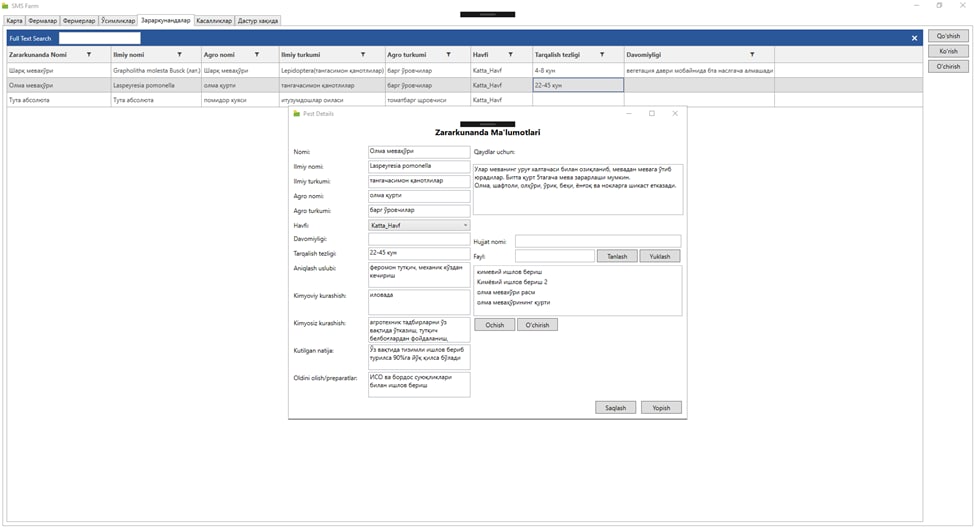 SMS Farm
Карта Фермалар Фермерлар Ўсимликлар Зараркунандалар Касалликлар Дастур хақида
Full Text Search
Qo'shish
Ko'rish
O'chirish
Zararkunanda Nomi Ilmiy nomi Agro nomi Ilmiy turkumi Agro turkumi Havfi Tarqalish tezligi Davomiyligi
Шарқ мевахўри Grapholitha molesta Busck (лат.) Шарқ мевахўри Lepidoptera(тангасимон қанотлилар) барг ўровчилар Katta_Havf 4-8 кун вегетация даври мобайнида 6та наслгача алмашади
Олма мевахўри Laspeyresia pomonella олма қурти тангачасимон қанотлилар барг ўровчилар Katta_Havf 22-45 кун
Тута абсолюта Тута абсолюта помидор куяси итузумдошлар оиласи томатбарг щровчиси Katta_Havf
Pest Details
Zararkunanda Ma'lumotlari
Nomi: Олма мевахўри
Ilmiy nomi: Laspeyresia pomonella
Ilmiy turkumi: тангачасимон қанотлилар
Agro nomi: олма қурти
Agro turkumi: барг ўровчилар
Havfi: Katta_Havf
Davomiyligi:
Tarqalish tezligi: 22-45 кун
Aniqlash uslubi: феромон тутқич, механик кўздан
кечириш
Kimyoviy kurashish: иловада
Kimyosiz kurashish: агротехник тадбирларни ўз
вақтида ўтказиш, тутқич
белбоғлардан фойдаланиш,
Kutilgan natija: Ўз вақтида тизимли ишлов бериб
турилса 90%га йўқ қилса бўлади
Oldini olish/preparatlar: ИСО ва бордос суюқликлари
билан ишлов бериш
Qaydlar uchun:
Улар меванинг уруғ халтачаси билан озиқланиб, мевадан мевага ўтиб
юрадилар. Битта қурт 5тагача мева зарарлаши мумкин.
Олма, шафтоли, олхўри, ўрик, беҳи, ёнғоқ ва нокларга шикаст етказади.
Hujjat nomi:
Fayl: Tanlash Yuklash
кимевий ишлов бериш
Кимёвий ишлов бериш 2
олма мевахўри расм
олма мевахўрининг қурти
Ochish O'chirish
Saqlash Yopish